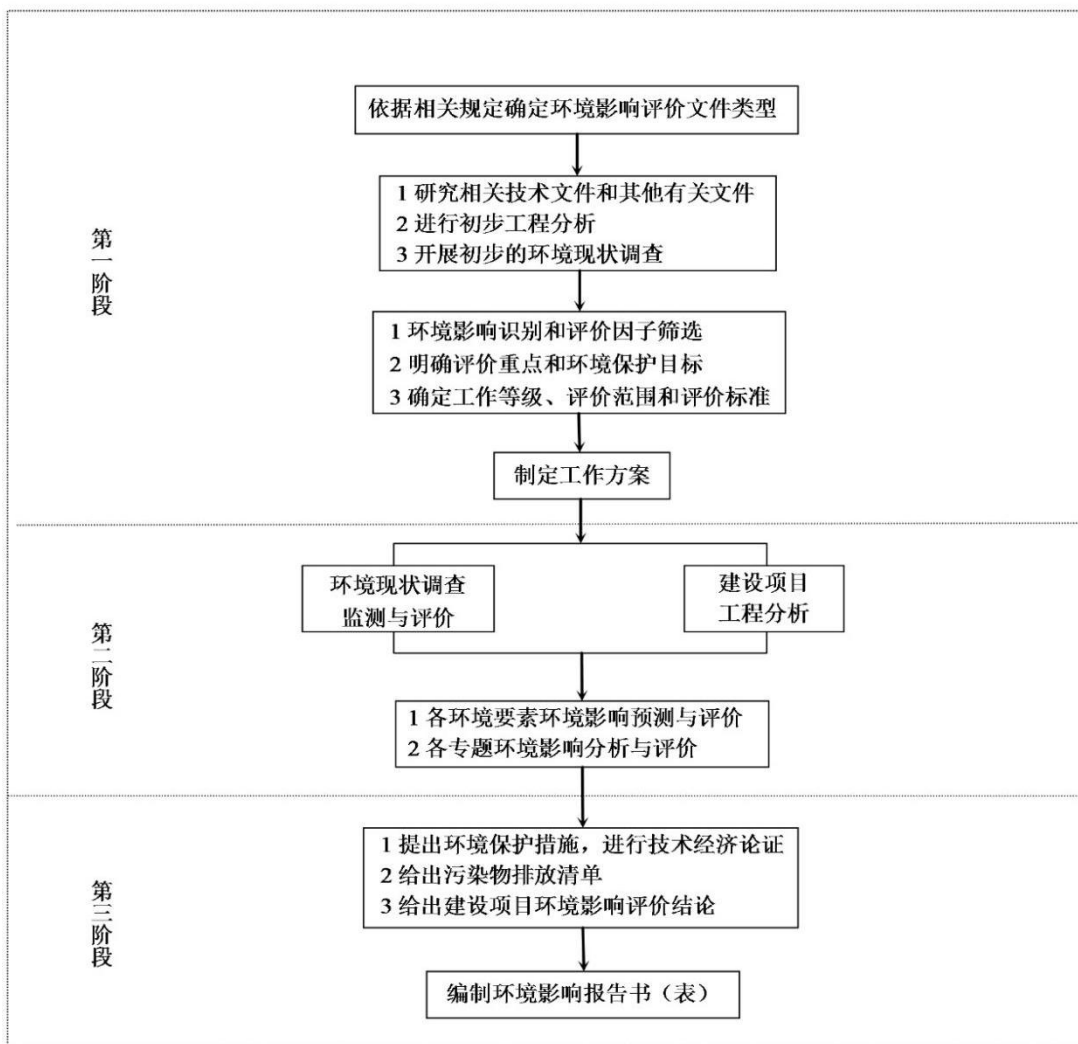 依据相关规定确定环境影响评价文件类型
1 研究相关技术文件和其他有关文件
2 进行初步工程分析
3 开展初步的环境现状调查
第一阶段
1 环境影响识别和评价因子筛选
2 明确评价重点和环境保护目标
3 确定工作等级、评价范围和评价标准
制定工作方案
环境现状调查
监测与评价
建设项目
工程分析
第二阶段
1 各环境要素环境影响预测与评价
2 各专题环境影响分析与评价
1 提出环境保护措施，进行技术经济论证
2 给出污染物排放清单
3 给出建设项目环境影响评价结论
第三阶段
编制环境影响报告书（表）